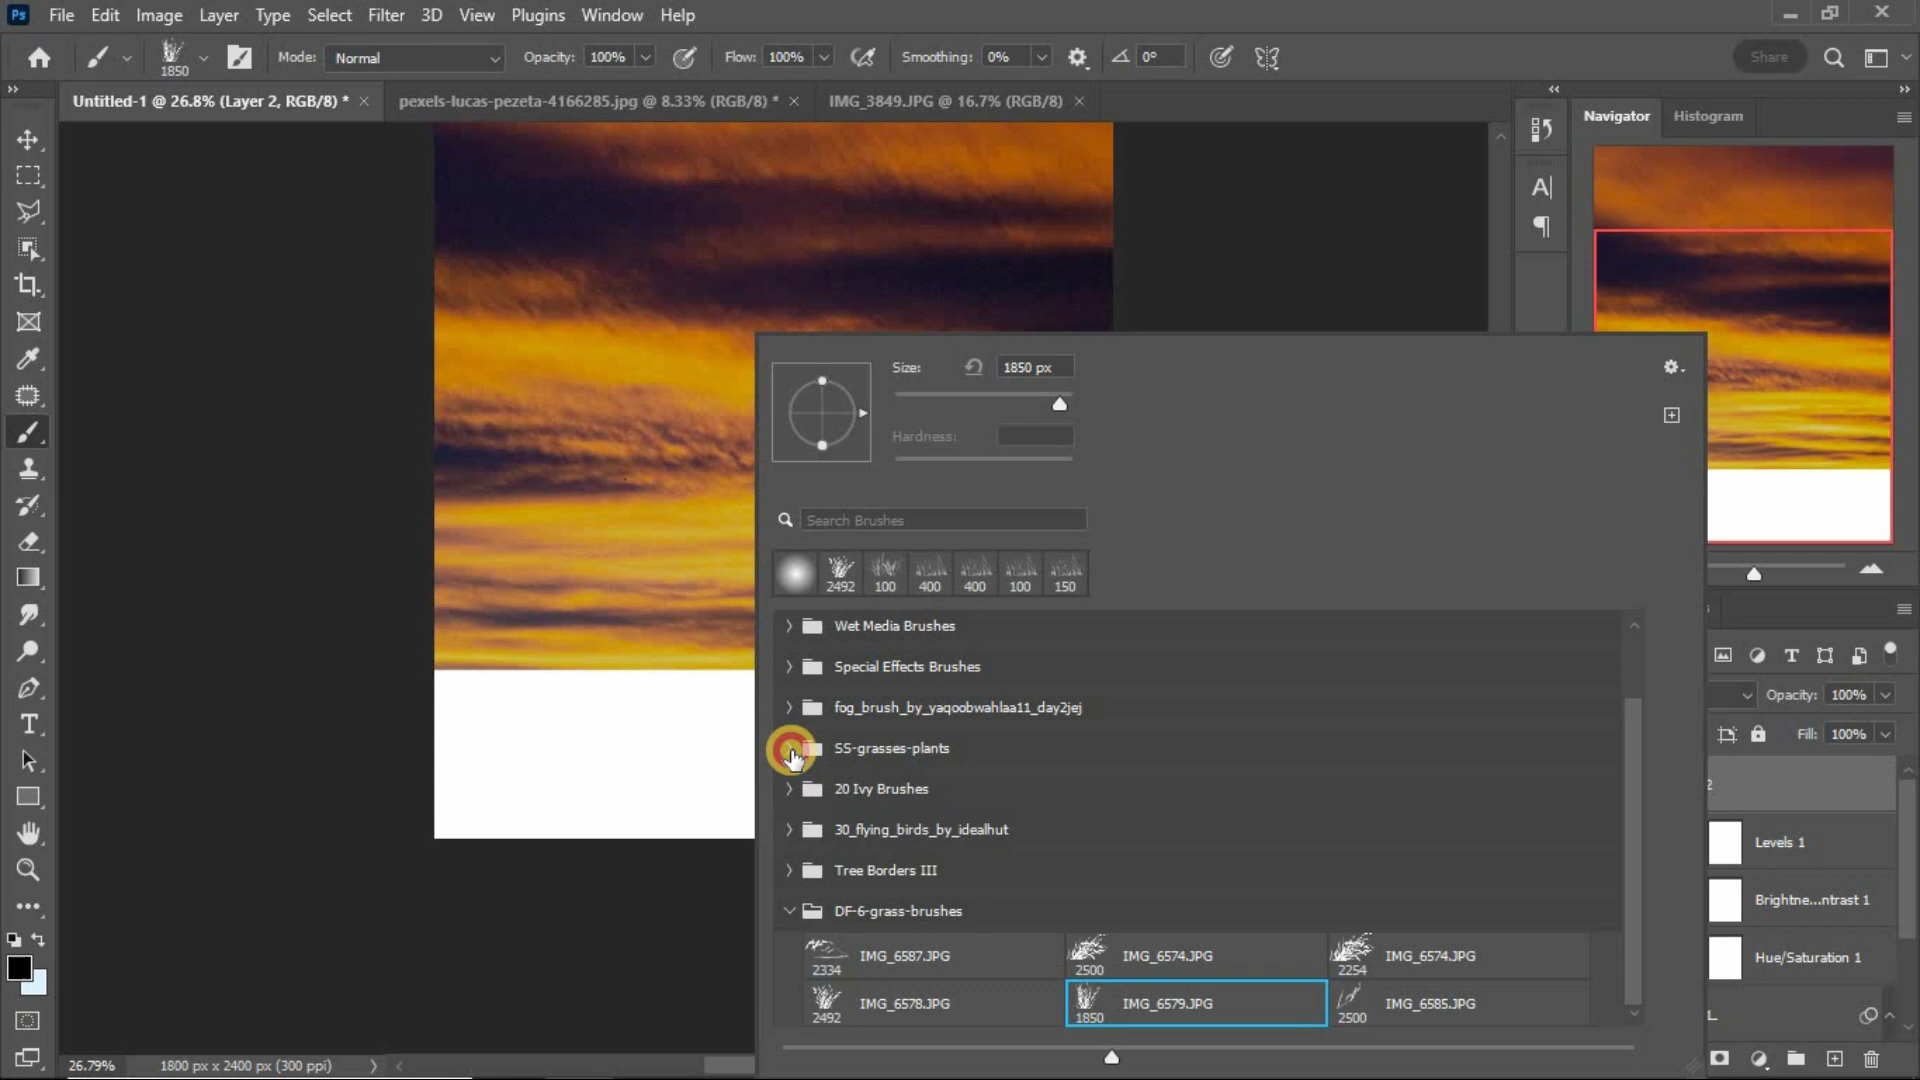 Ps File Edit Image Layer Type Select Filter 3D View Plugins Window Help
1850 Mode: Normal Opacity: 100% Flow: 100% Smoothing: 0% 0° Share
Untitled-1 @ 26.8% (Layer 2, RGB/8) * pexels-lucas-pezeta-4166285.jpg @ 8.33% (RGB/8) * IMG_3849.JPG @ 16.7% (RGB/8)
Navigator Histogram
Size: 1850 px
Hardness:
Search Brushes
2492 100 400 400 100 150
Wet Media Brushes
Special Effects Brushes
fog_brush_by_yaqoobwahlaa11_day2jej
SS-grasses-plants
20 Ivy Brushes
30_flying_birds_by_idealhut
Tree Borders III
DF-6-grass-brushes
2334 IMG_6587.JPG 2500 IMG_6574.JPG 2254 IMG_6574.JPG
2492 IMG_6578.JPG 1850 IMG_6579.JPG 2500 IMG_6585.JPG
Opacity: 100%
Fill: 100%
2
Levels 1
Brightne...ntrast 1
Hue/Saturation 1
26.79% 1800 px x 2400 px (300 ppi)